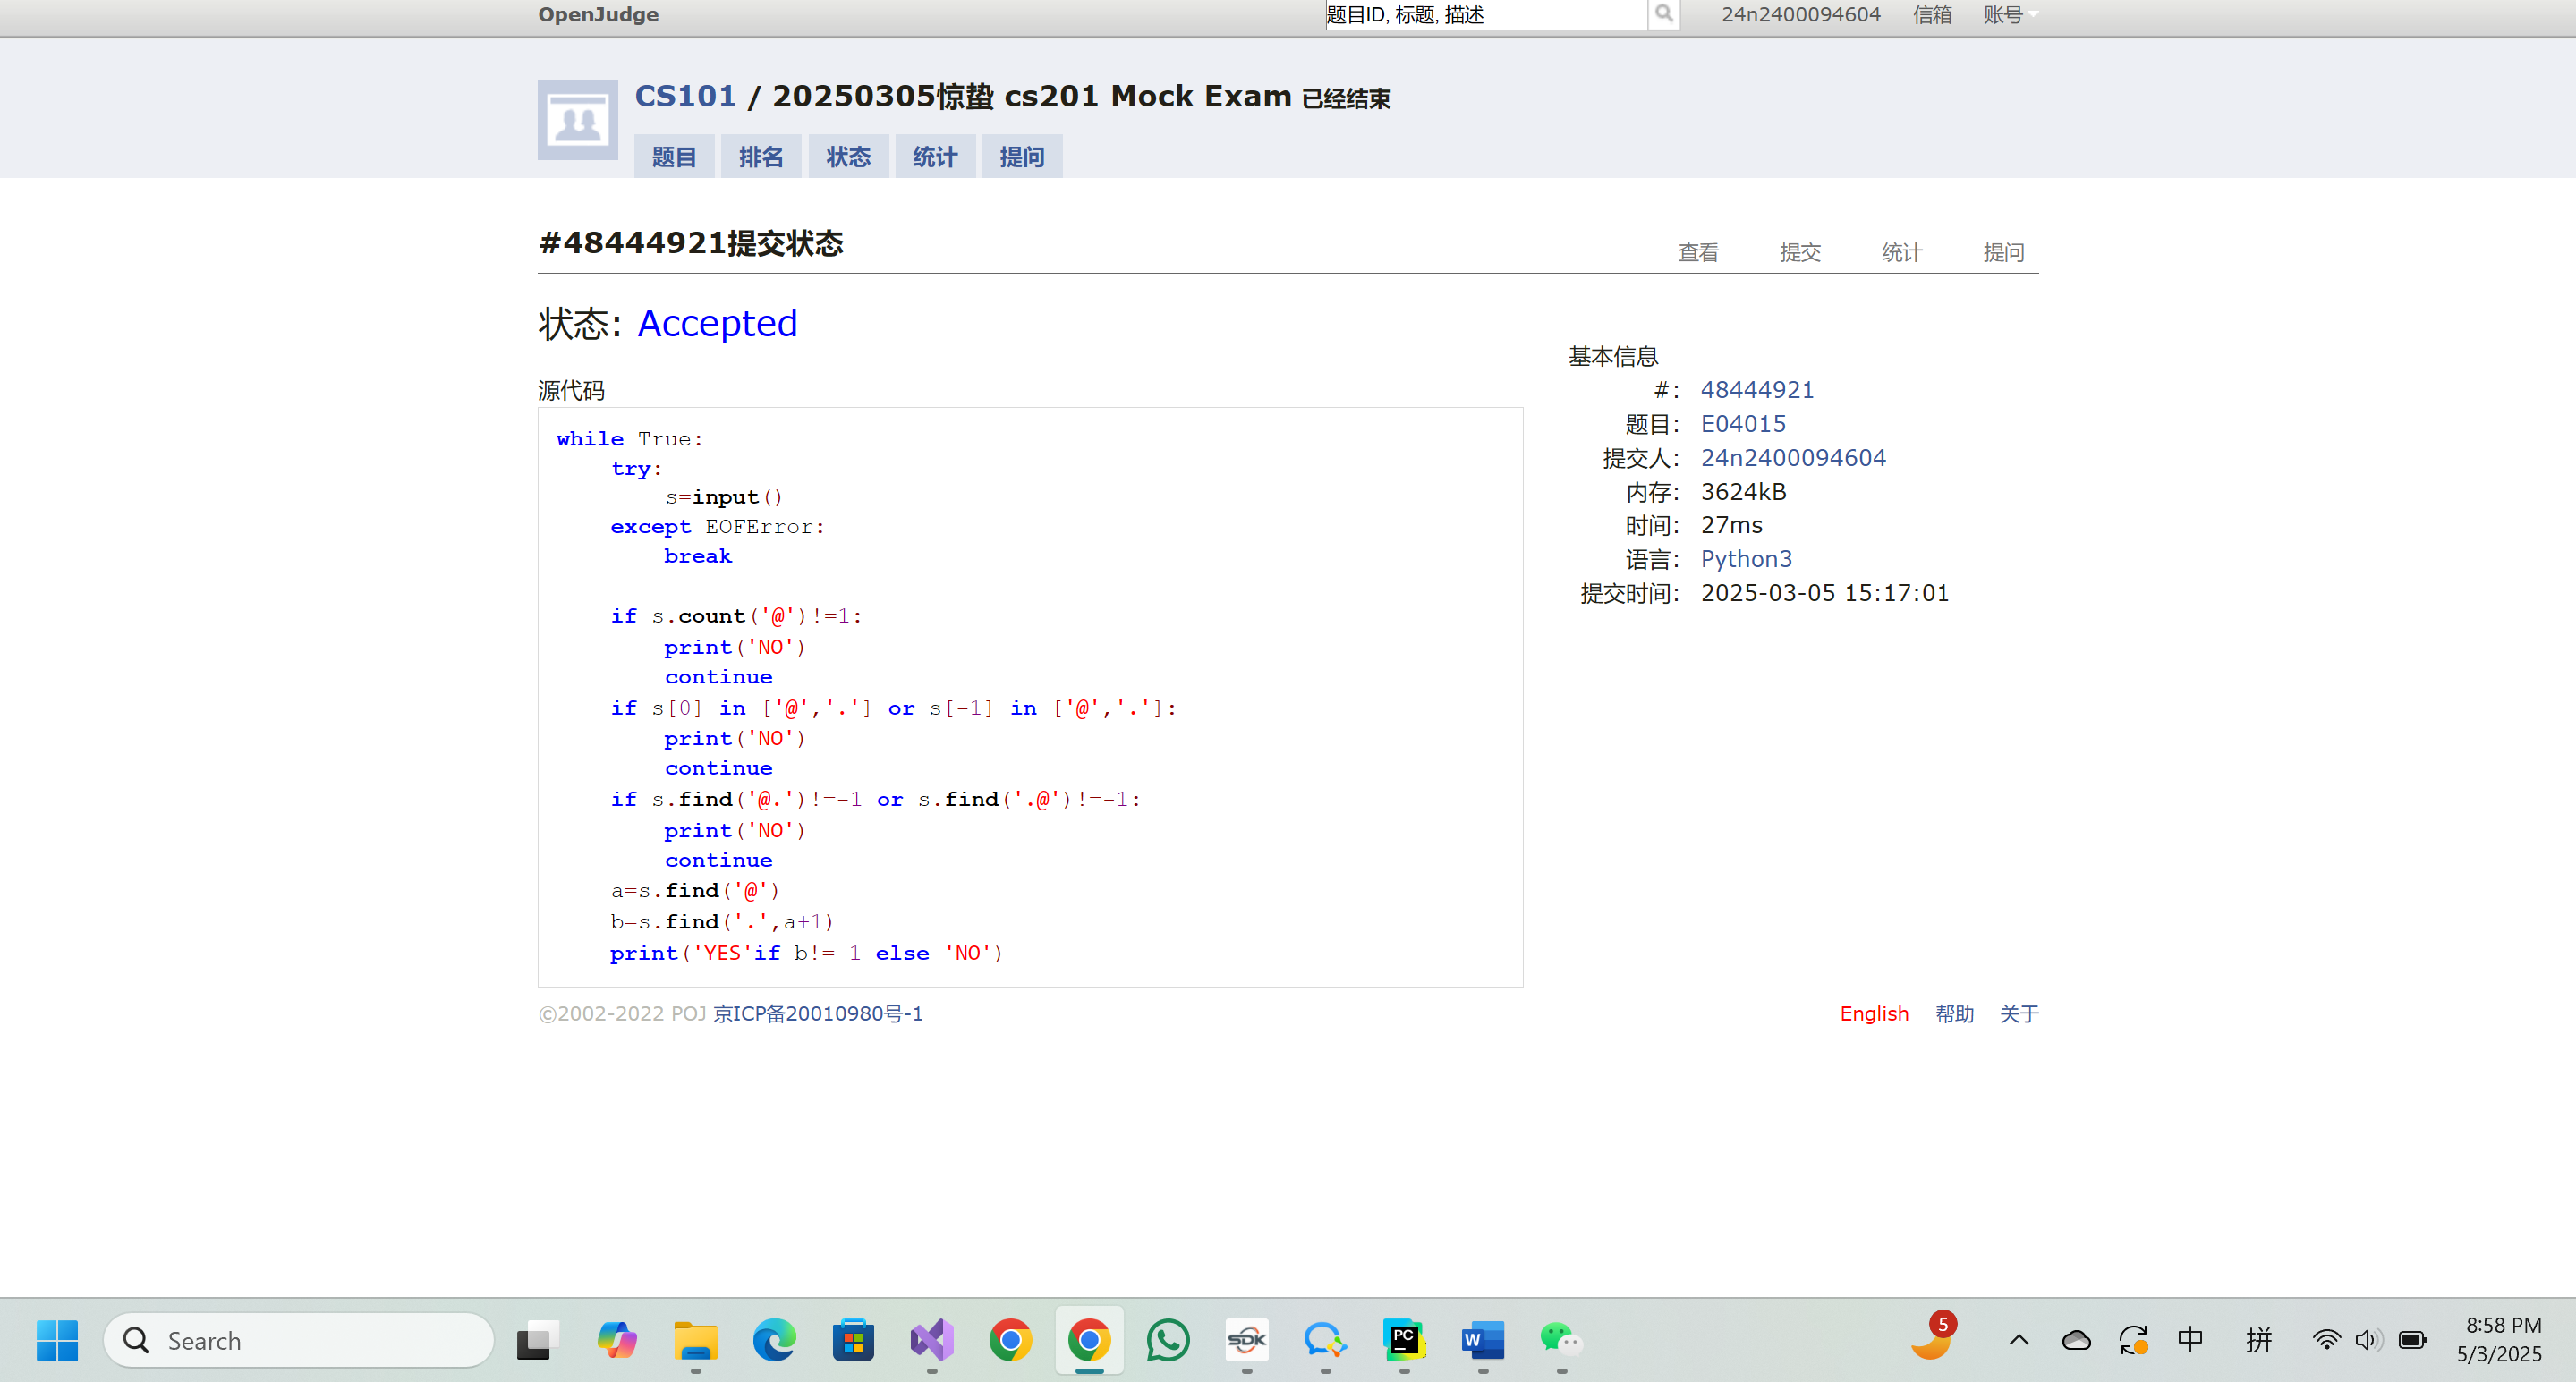 OpenJudge
题目ID, 标题, 描述
24n2400094604 信箱 账号
CS101 / 20250305惊蛰 cs201 Mock Exam 已经结束
题目 排名 状态 统计 提问
#48444921提交状态
查看 提交 统计 提问
状态: Accepted
源代码
while True:
    try:
        s=input()
    except EOFError:
        break

    if s.count('@')!=1:
        print('NO')
        continue
    if s[0] in ['@','.'] or s[-1] in ['@','.']:
        print('NO')
        continue
    if s.find('@.')!=-1 or s.find('.@')!=-1:
        print('NO')
        continue
    a=s.find('@')
    b=s.find('.',a+1)
    print('YES'if b!=-1 else 'NO')
基本信息
#: 48444921
题目: E04015
提交人: 24n2400094604
内存: 3624kB
时间: 27ms
语言: Python3
提交时间: 2025-03-05 15:17:01
©2002-2022 POJ 京ICP备20010980号-1
English 帮助 关于
Search
SDK
PC
W
5
中
拼
8:58 PM
5/3/2025